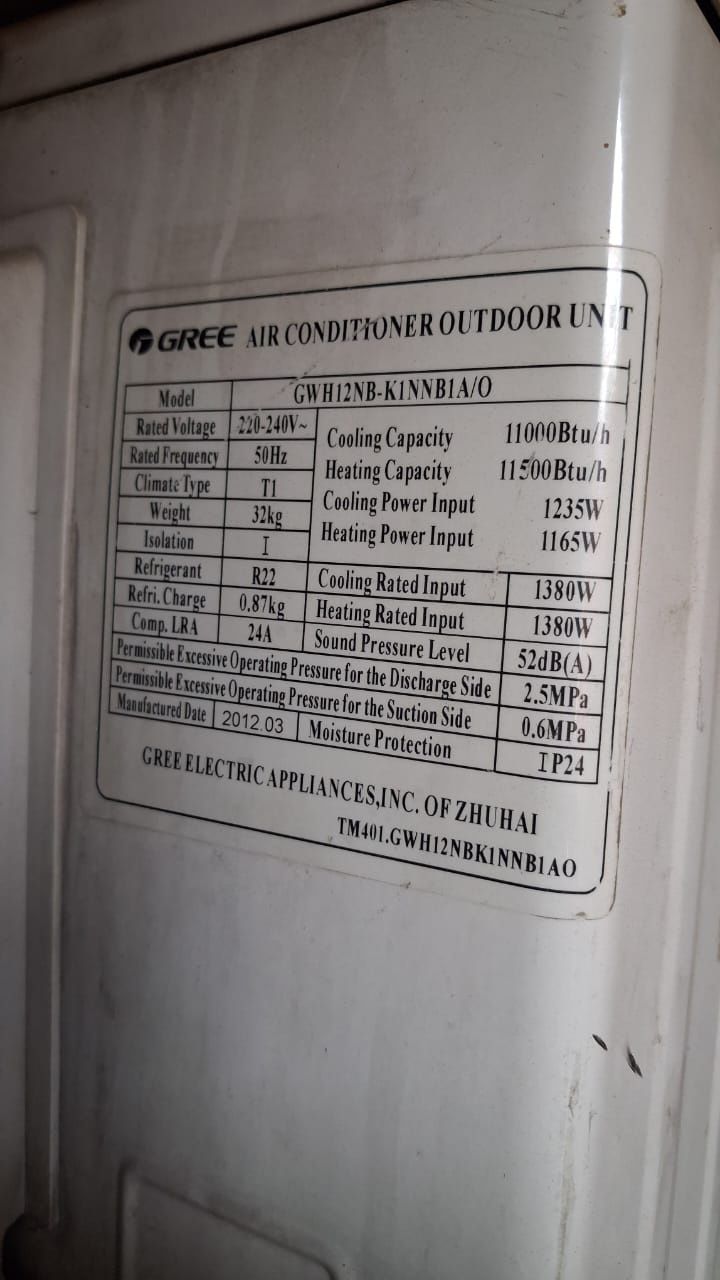 GREE AIR CONDITIONER OUTDOOR UNIT
Model GWH12NB-K1NNB1A/O
Rated Voltage 220-240V~
Rated Frequency 50Hz
Climate Type T1
Weight 32kg
Isolation I
Refrigerant R22
Refri. Charge 0.87kg
Comp. LRA 24A
Cooling Capacity 11000Btu/h
Heating Capacity 11500Btu/h
Cooling Power Input 1235W
Heating Power Input 1165W
Cooling Rated Input 1380W
Heating Rated Input 1380W
Sound Pressure Level 52dB(A)
Permissible Excessive Operating Pressure for the Discharge Side 2.5MPa
Permissible Excessive Operating Pressure for the Suction Side 0.6MPa
Manufactured Date 2012.03 Moisture Protection IP24
GREE ELECTRIC APPLIANCES,INC. OF ZHUHAI
TM401.GWH12NBK1NNB1AO